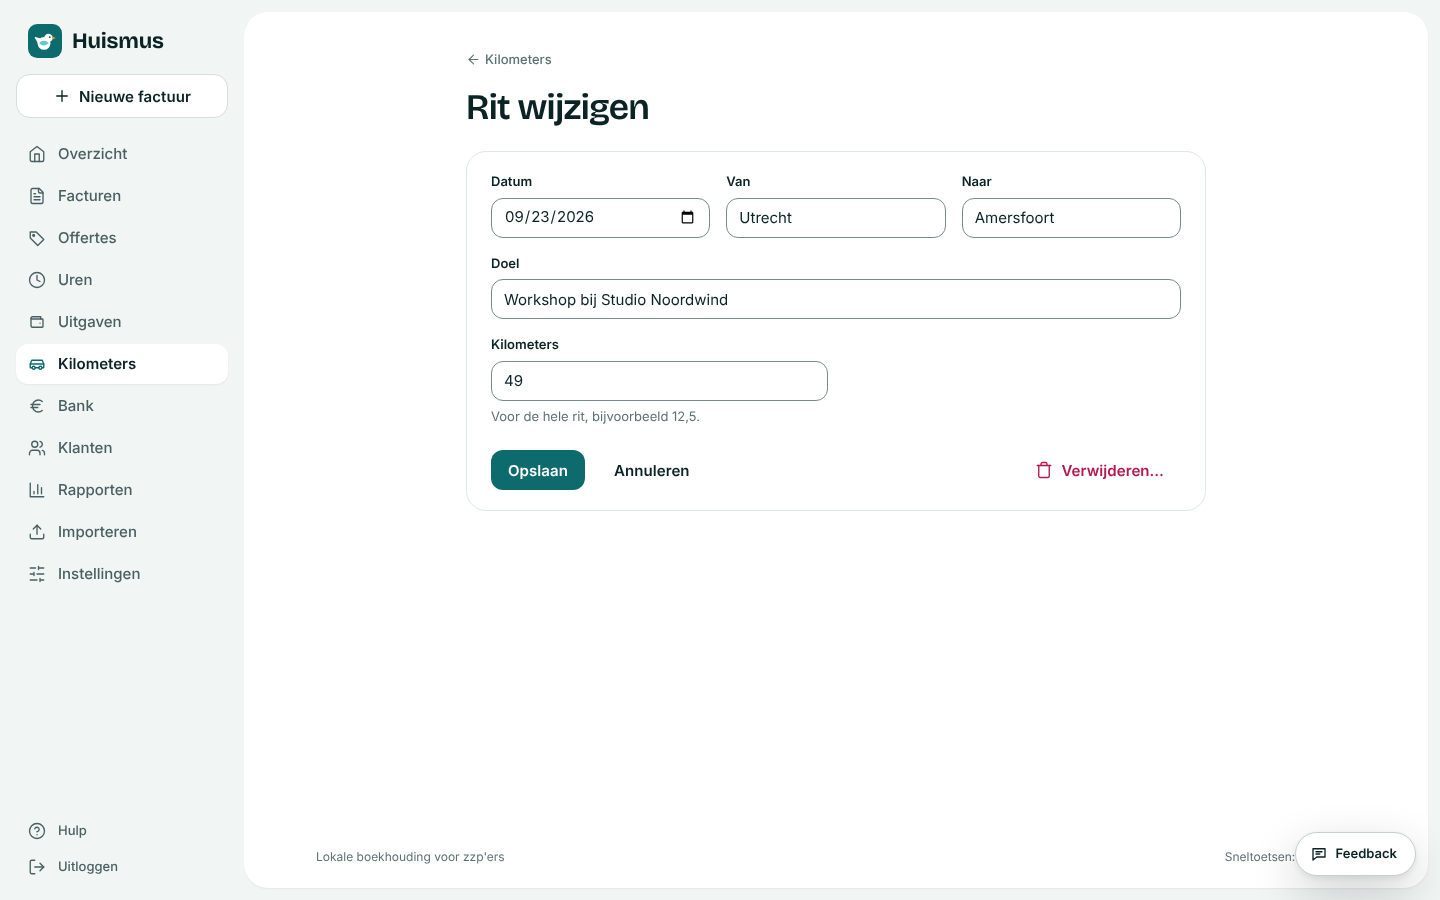 Huismus
Nieuwe factuur
Overzicht
Facturen
Offertes
Uren
Uitgaven
Kilometers
Bank
Klanten
Rapporten
Importeren
Instellingen
Hulp
Uitloggen
Kilometers
Rit wijzigen
Datum Van Naar
09/23/2026 Utrecht Amersfoort
Doel
Workshop bij Studio Noordwind
Kilometers
49
Voor de hele rit, bijvoorbeeld 12,5.
Opslaan Annuleren Verwijderen...
Lokale boekhouding voor zzp'ers
Sneltoetsen:
Feedback